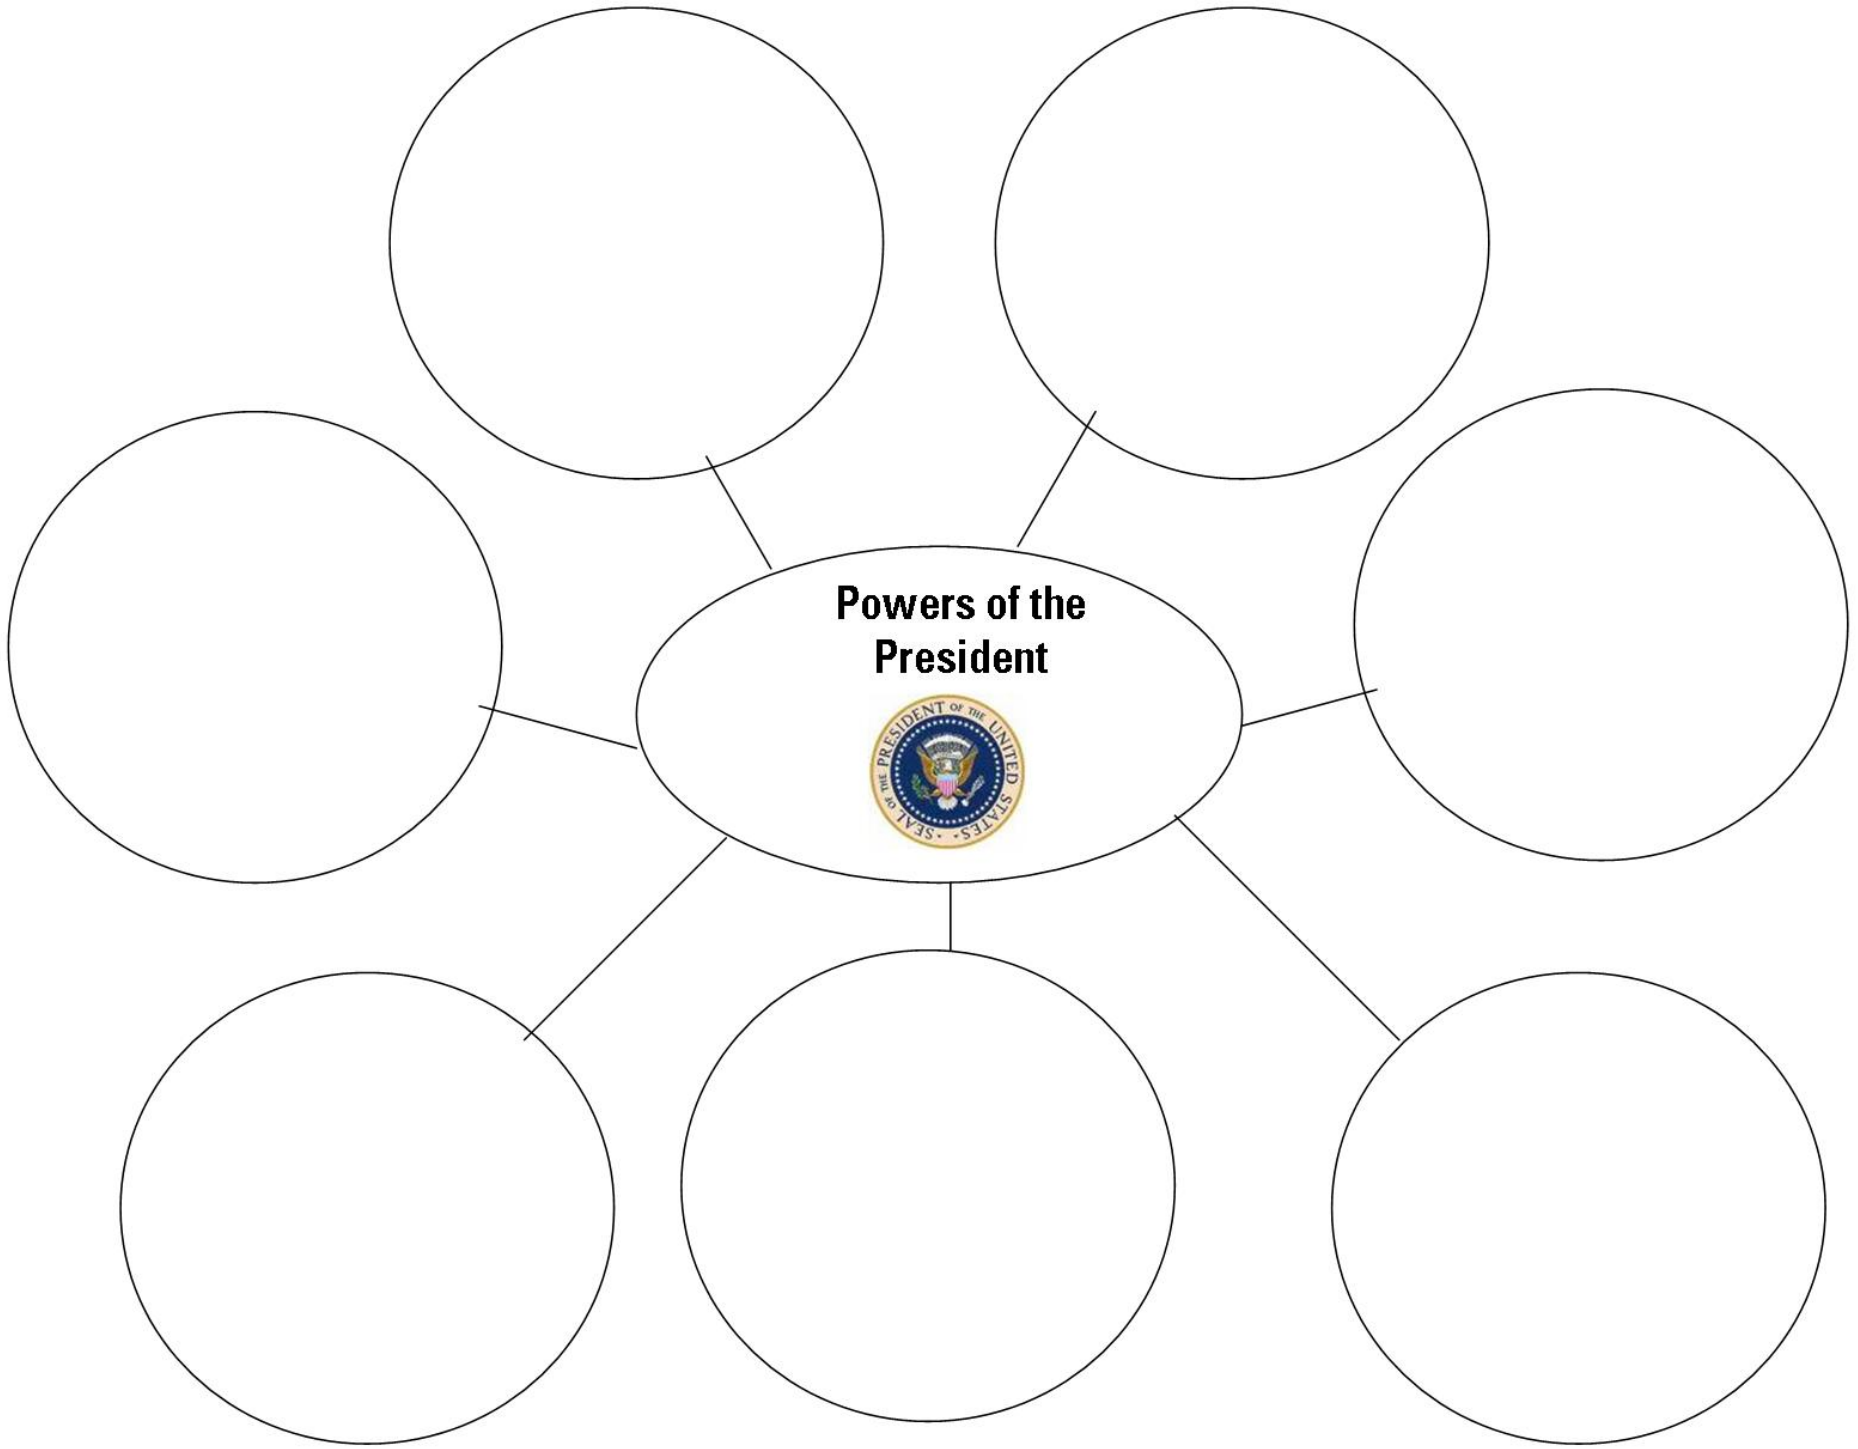 Powers of the
President
SEAL OF THE PRESIDENT OF THE UNITED STATES